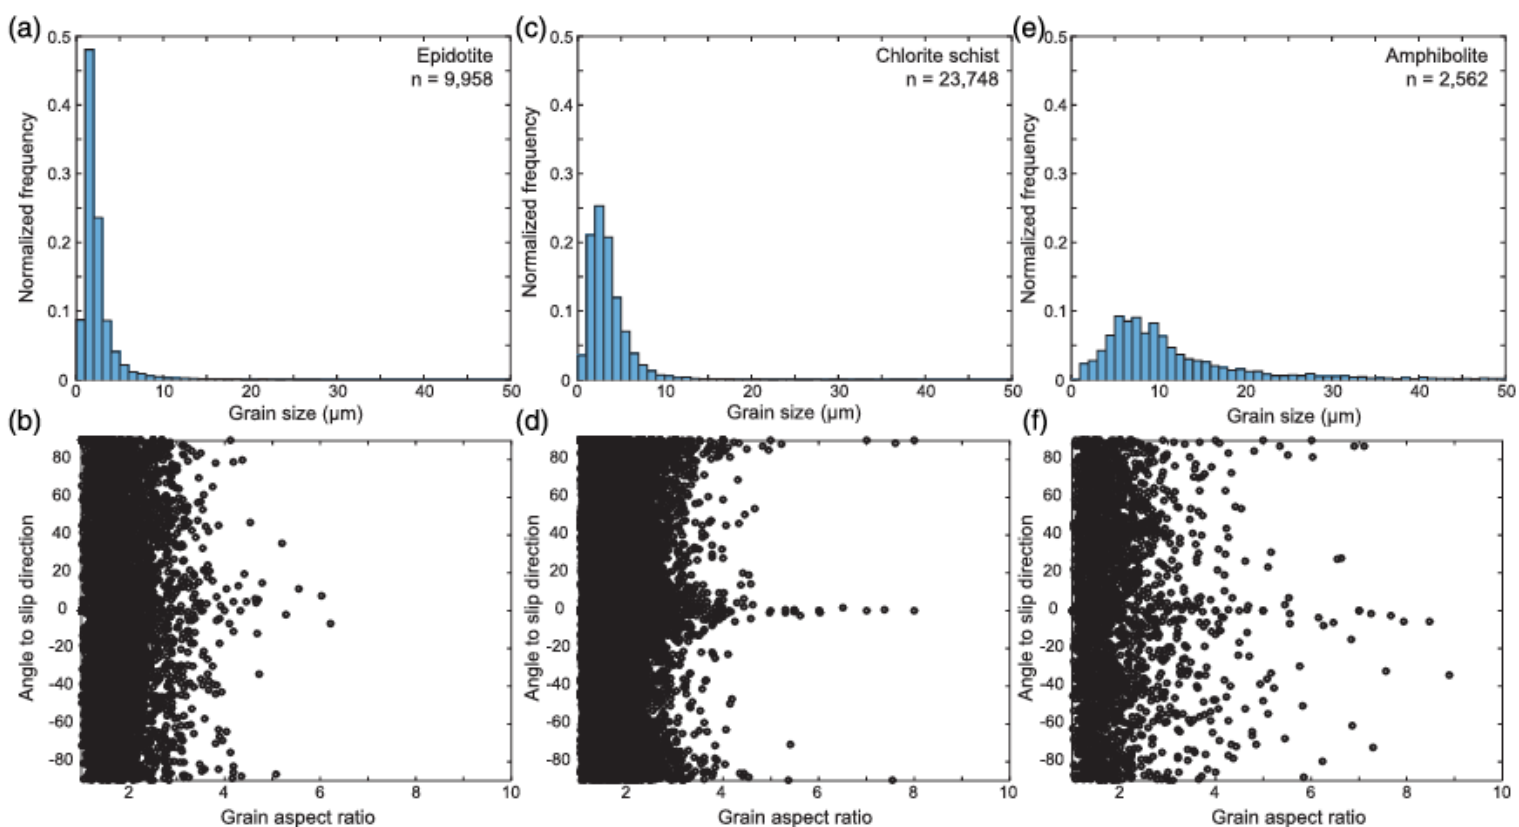 (a)
0.5
0.4
0.3
0.2
0.1
0
Normalized frequency
Epidotite
n = 9,958
0 10 20 30 40 50
Grain size (µm)
(c)
0.5
0.4
0.3
0.2
0.1
0
Normalized frequency
Chlorite schist
n = 23,748
0 10 20 30 40 50
Grain size (µm)
(e)
0.5
0.4
0.3
0.2
0.1
0
Normalized frequency
Amphibolite
n = 2,562
0 10 20 30 40 50
Grain size (µm)
(b)
80
60
40
20
0
-20
-40
-60
-80
Angle to slip direction
2 4 6 8 10
Grain aspect ratio
(d)
80
60
40
20
0
-20
-40
-60
-80
Angle to slip direction
2 4 6 8 10
Grain aspect ratio
(f)
80
60
40
20
0
-20
-40
-60
-80
Angle to slip direction
2 4 6 8 10
Grain aspect ratio